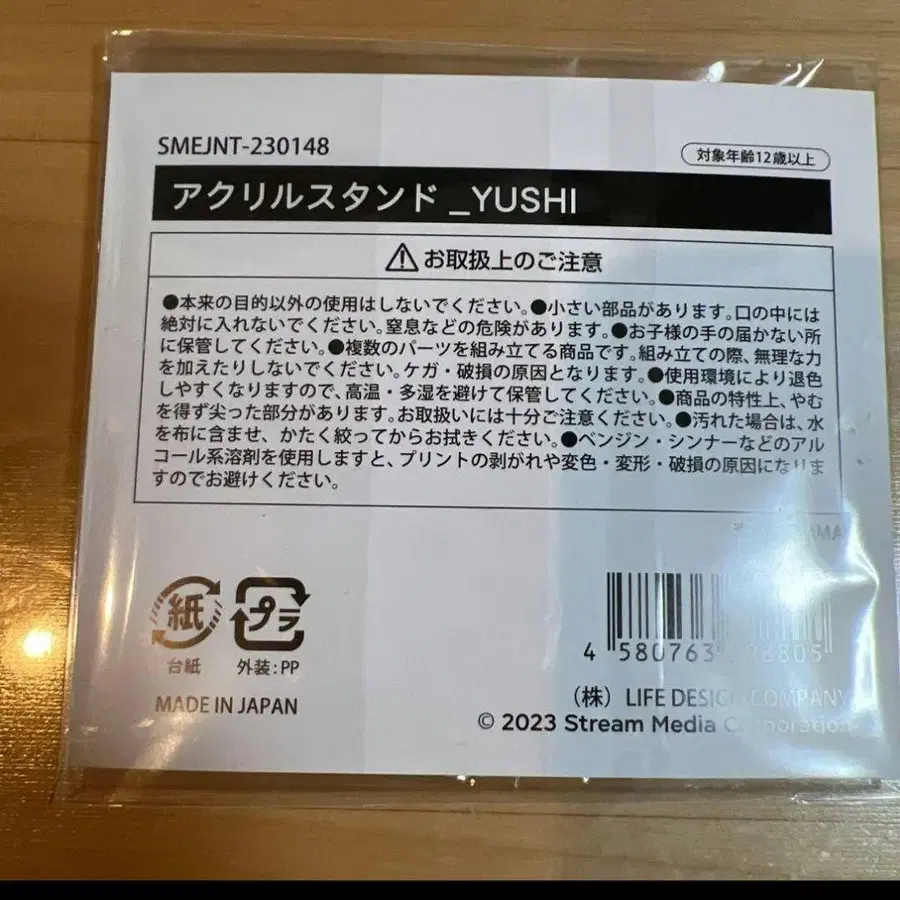 SMEJNT-230148
対象年齢12歳以上
アクリルスタンド _YUSHI
⚠お取扱上のご注意
●本来の目的以外の使用はしないでください。●小さい部品があります。口の中には
絶対に入れないでください。窒息などの危険があります。●お子様の手の届かない所
に保管してください。●複数のパーツを組み立てる商品です。組み立ての際、無理な力
を加えたりしないでください。ケガ・破損の原因となります。●使用環境により退色
しやすくなりますので、高温・多湿を避けて保管してください。●商品の特性上、やむ
を得ず尖った部分があります。お取扱いには十分ご注意ください。●汚れた場合は、水
を布に含ませ、かたく絞ってからお拭きください。●ベンジン・シンナーなどのアル
コール系溶剤を使用しますと、プリントの剥がれや変色・変形・破損の原因になりま
すのでお避けください。
紙
プラ
台紙
外装:PP
4 580763
MADE IN JAPAN
（株） LIFE DESIGN COMPANY
© 2023 Stream Media Corporation